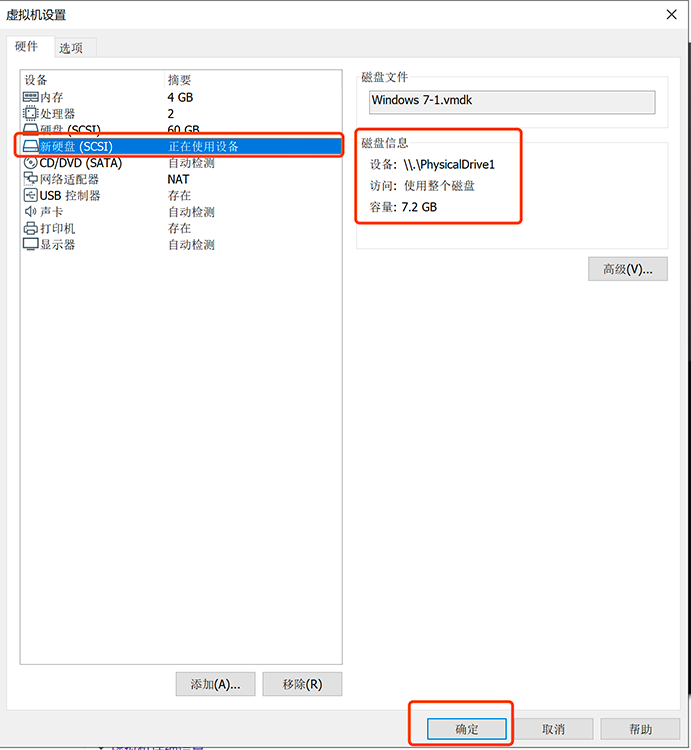 虚拟机设置
硬件 选项
设备 摘要
内存 4 GB
处理器 2
硬盘 (SCSI) 60 GB
新硬盘 (SCSI) 正在使用设备
CD/DVD (SATA) 自动检测
网络适配器 NAT
USB 控制器 存在
声卡 自动检测
打印机 存在
显示器 自动检测
添加(A)... 移除(R)
磁盘文件
Windows 7-1.vmdk
磁盘信息
设备: \\.\PhysicalDrive1
访问: 使用整个磁盘
容量: 7.2 GB
高级(V)...
确定 取消 帮助